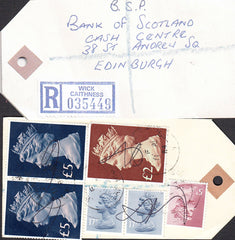 B.S.P.
BANK OF SCOTLAND
CASH CENTRE
38 ST ANDREW SQ
EDINBURGH
R
WICK
CAITHNESS
035449
£5
£2
£5